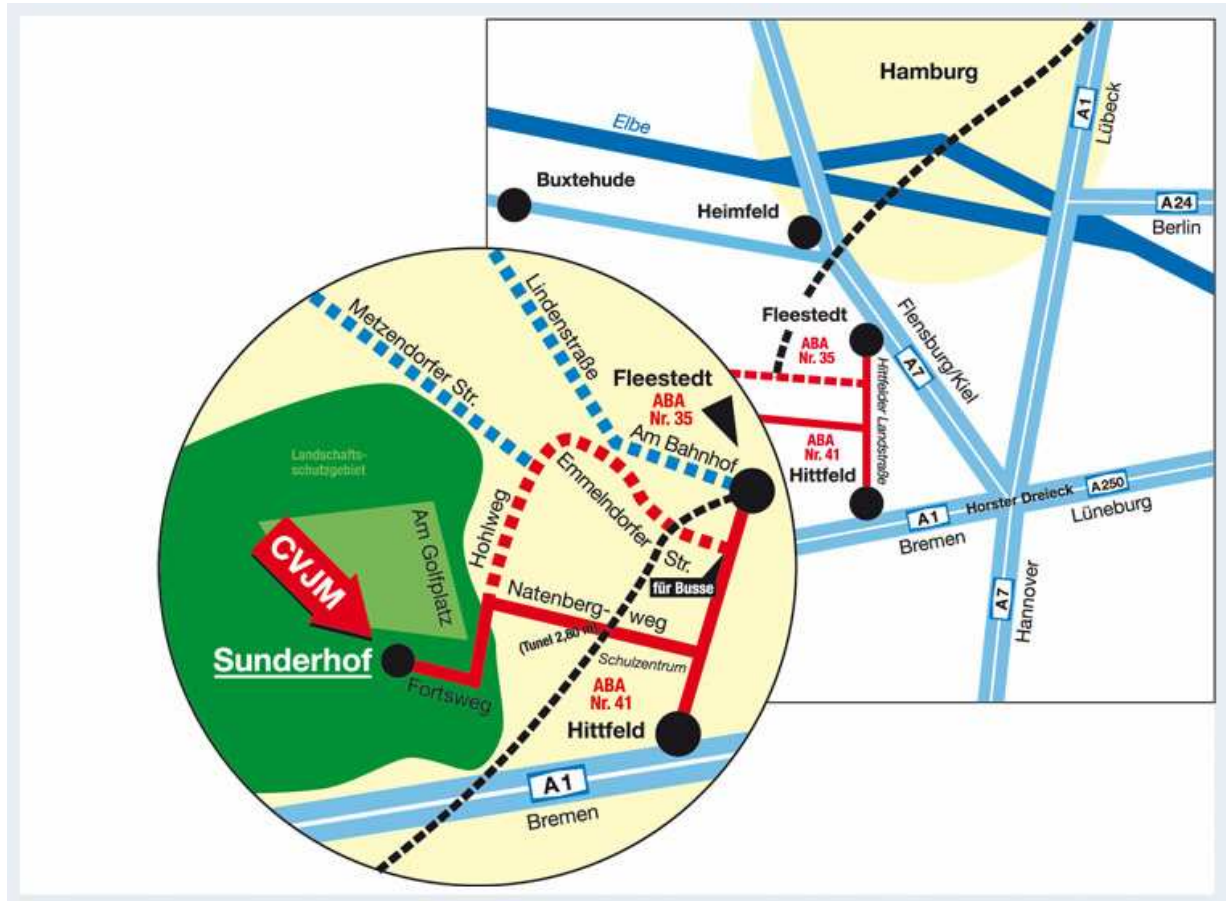 Hamburg
Elbe
A1
Lübeck
Buxtehude
Heimfeld
A24
Berlin
Fleestedt
ABA
Nr. 35
Flensburg/Kiel
A7
Hittfelder Landstraße
ABA
Nr. 41
Hittfeld
A1
Bremen
Horster Dreieck
A250
Lüneburg
A7
Hannover
Metzendorfer Str.
Lindenstraße
Fleestedt
ABA
Nr. 35
Am Bahnhof
Landschafts-
schutzgebiet
Am Golfplatz
Hohlweg
Emmelndorfer Str.
für Busse
CVJM
Natenberg-weg
(Tunel 2,80 m)
Schulzentrum
Sunderhof
Fortsweg
ABA
Nr. 41
Hittfeld
A1
Bremen